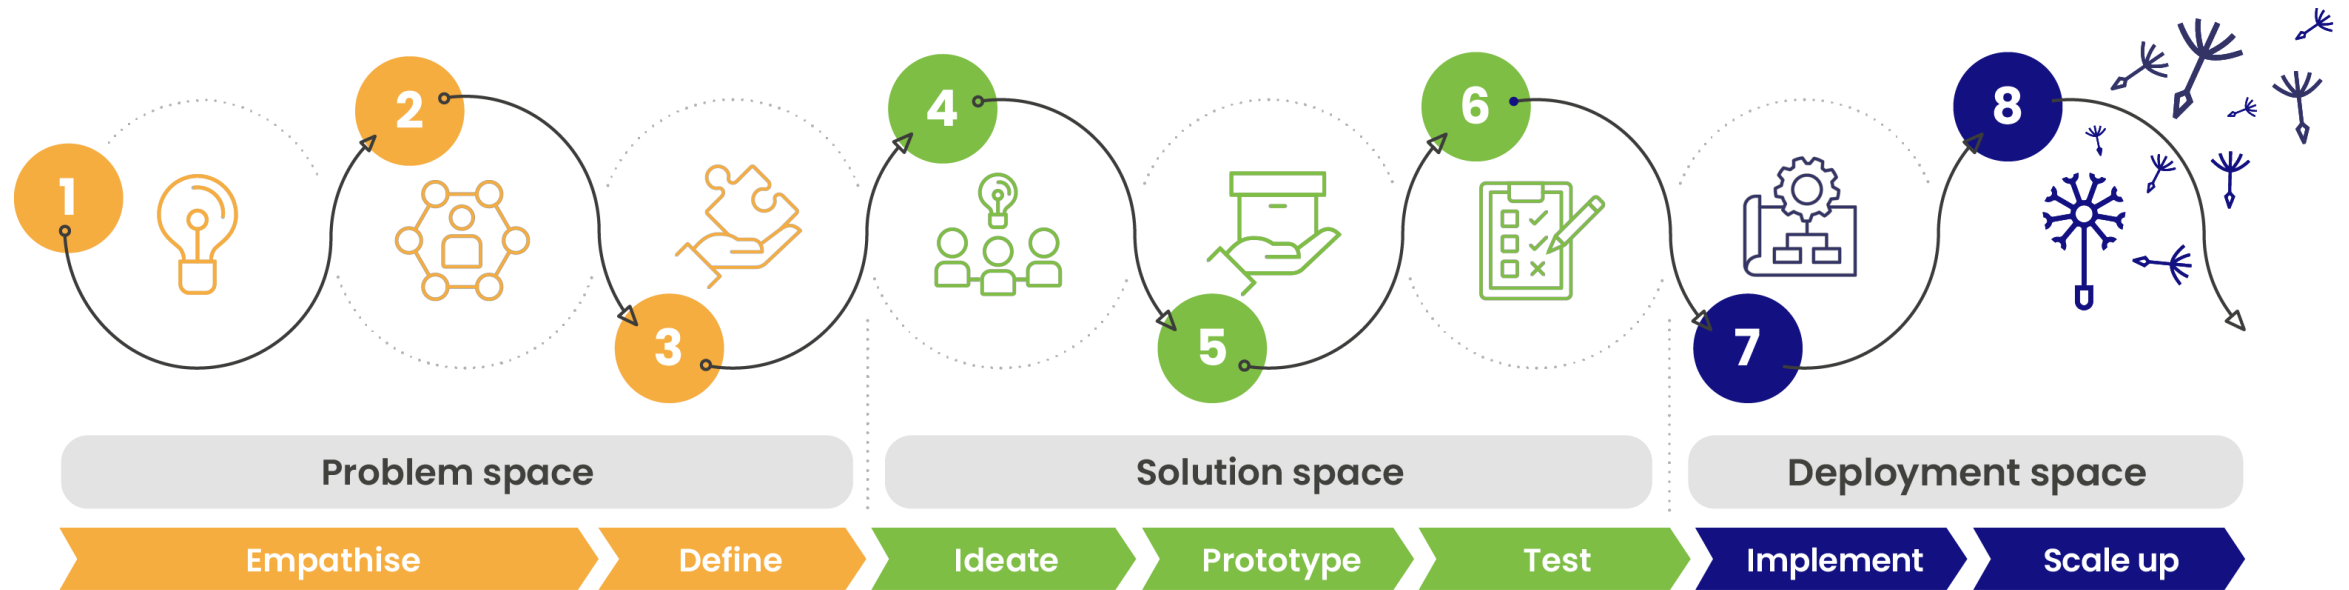 1
2
3
4
5
6
7
8
Problem space
Solution space
Deployment space
Empathise
Define
Ideate
Prototype
Test
Implement
Scale up